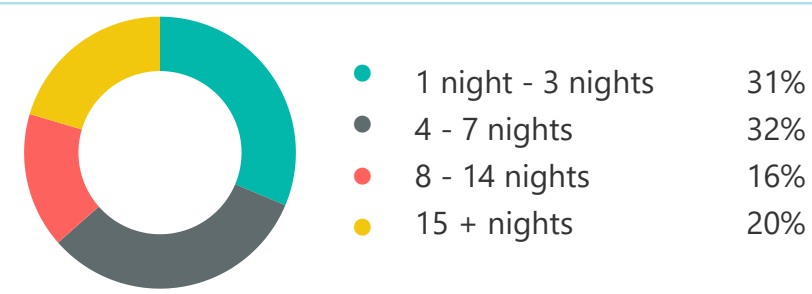 1 night - 3 nights 31%
4 - 7 nights 32%
8 - 14 nights 16%
15 + nights 20%